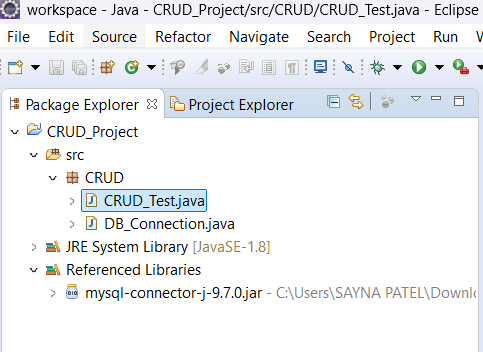 workspace - Java - CRUD_Project/src/CRUD/CRUD_Test.java - Eclipse
File Edit Source Refactor Navigate Search Project Run
Package Explorer Project Explorer
CRUD_Project
src
CRUD
CRUD_Test.java
DB_Connection.java
JRE System Library [JavaSE-1.8]
Referenced Libraries
mysql-connector-j-9.7.0.jar - C:\Users\SAYNA PATEL\Downlo